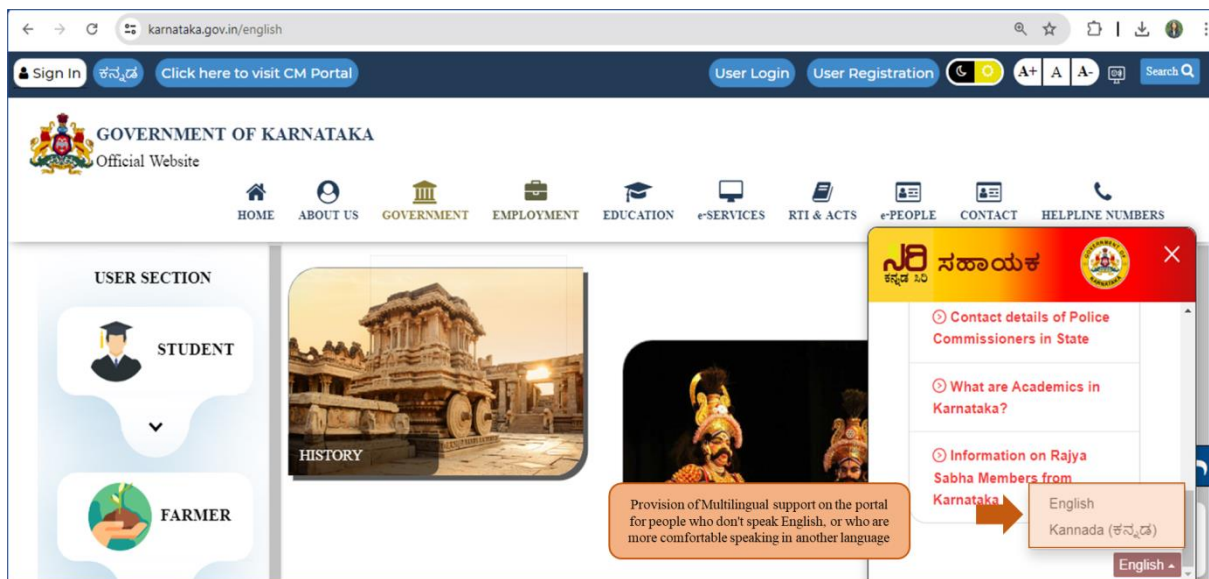 karnataka.gov.in/english
Sign In ಕನ್ನಡ Click here to visit CM Portal User Login User Registration A+ A A- Search
GOVERNMENT OF KARNATAKA
Official Website
HOME ABOUT US GOVERNMENT EMPLOYMENT EDUCATION e-SERVICES RTI & ACTS e-PEOPLE CONTACT HELPLINE NUMBERS
USER SECTION
STUDENT
FARMER
HISTORY
ಸಹಾಯಕ
ಕನ್ನಡ ಸಿರಿ
Contact details of Police
Commissioners in State
What are Academics in
Karnataka?
Information on Rajya
Sabha Members from
Karnataka
English
Kannada (ಕನ್ನಡ)
English
Provision of Multilingual support on the portal
for people who don't speak English, or who are
more comfortable speaking in another language